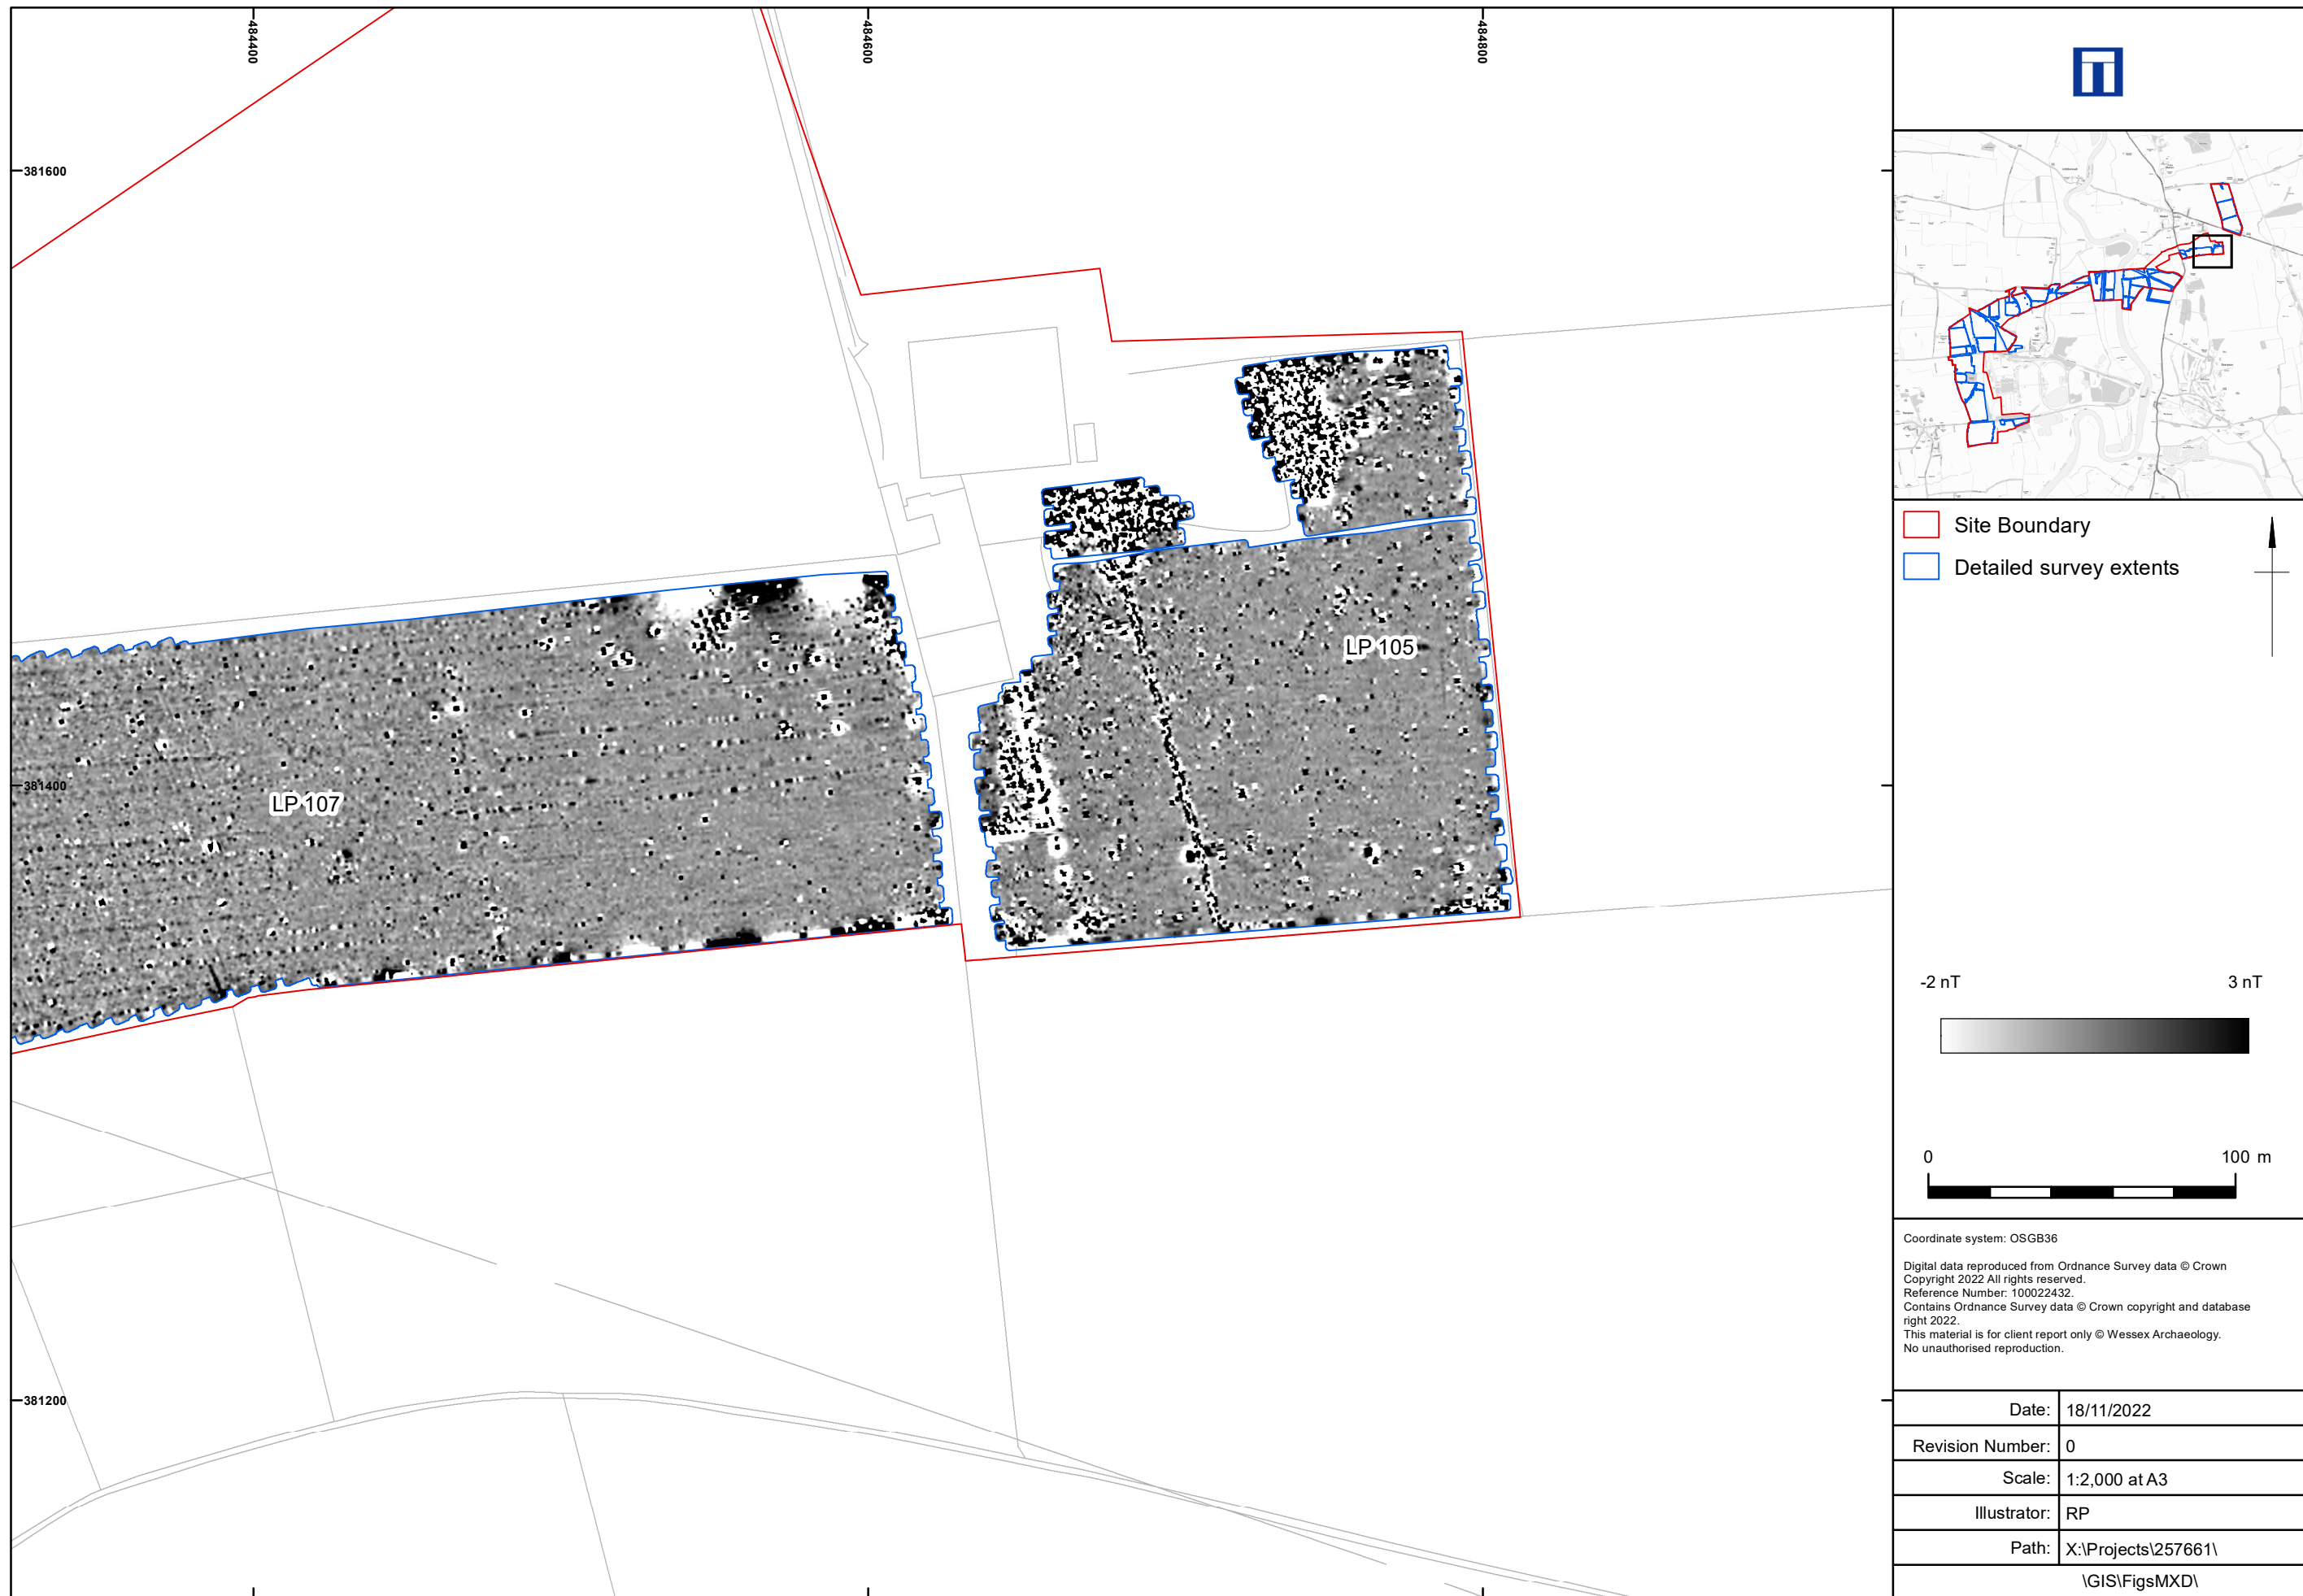 484400
484600
484800
381600
381400
381200
LP 107
LP 105
Site Boundary
Detailed survey extents
-2 nT
3 nT
0
100 m
Coordinate system: OSGB36
Digital data reproduced from Ordnance Survey data © Crown
Copyright 2022 All rights reserved.
Reference Number: 100022432.
Contains Ordnance Survey data © Crown copyright and database
right 2022.
This material is for client report only © Wessex Archaeology.
No unauthorised reproduction.
Date: 18/11/2022
Revision Number: 0
Scale: 1:2,000 at A3
Illustrator: RP
Path: X:\Projects\257661\
\GIS\FigsMXD\